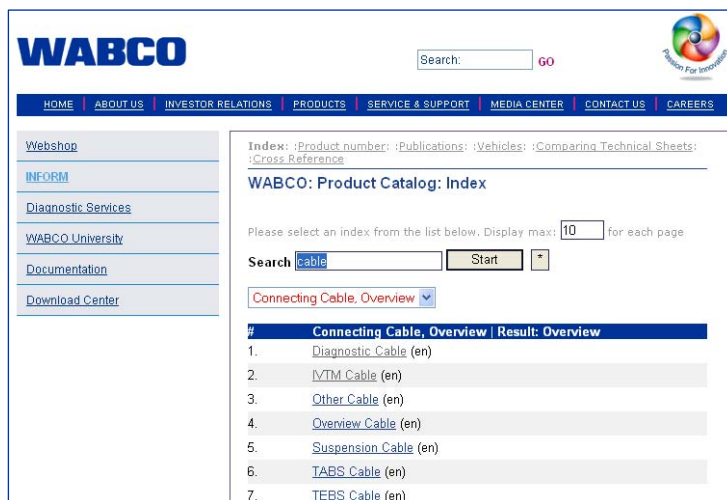 WABCO
Search:
GO
Passion For Innovation
HOME | ABOUT US | INVESTOR RELATIONS | PRODUCTS | SERVICE & SUPPORT | MEDIA CENTER | CONTACT US | CAREERS
Webshop
INFORM
Diagnostic Services
WABCO University
Documentation
Download Center
Index: :Product number: :Publications: :Vehicles: :Comparing Technical Sheets:
:Cross Reference
WABCO: Product Catalog: Index
Please select an index from the list below. Display max: 10 for each page
Search cable Start *
Connecting Cable, Overview
# Connecting Cable, Overview | Result: Overview
1. Diagnostic Cable (en)
2. IVTM Cable (en)
3. Other Cable (en)
4. Overview Cable (en)
5. Suspension Cable (en)
6. TABS Cable (en)
7. TEBS Cable (en)